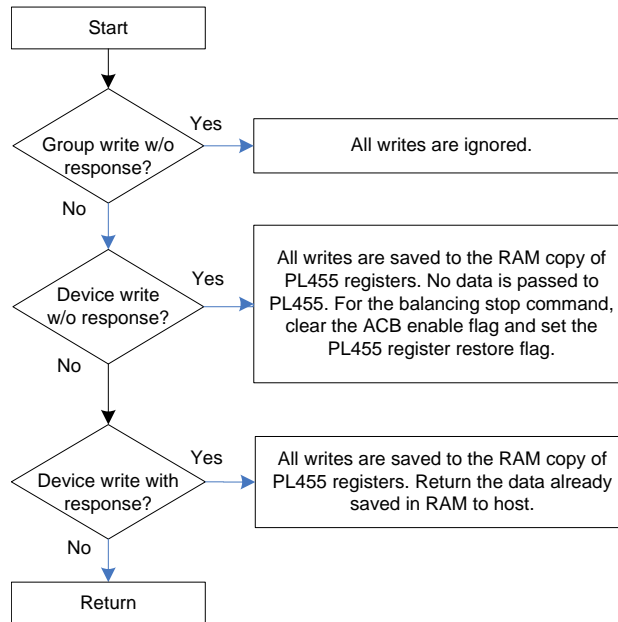 Start
Group write w/o
response?
Yes
All writes are ignored.
No
Device write
w/o response?
Yes
All writes are saved to the RAM copy of
PL455 registers. No data is passed to
PL455. For the balancing stop command,
clear the ACB enable flag and set the
PL455 register restore flag.
No
Device write with
response?
Yes
All writes are saved to the RAM copy of
PL455 registers. Return the data already
saved in RAM to host.
No
Return